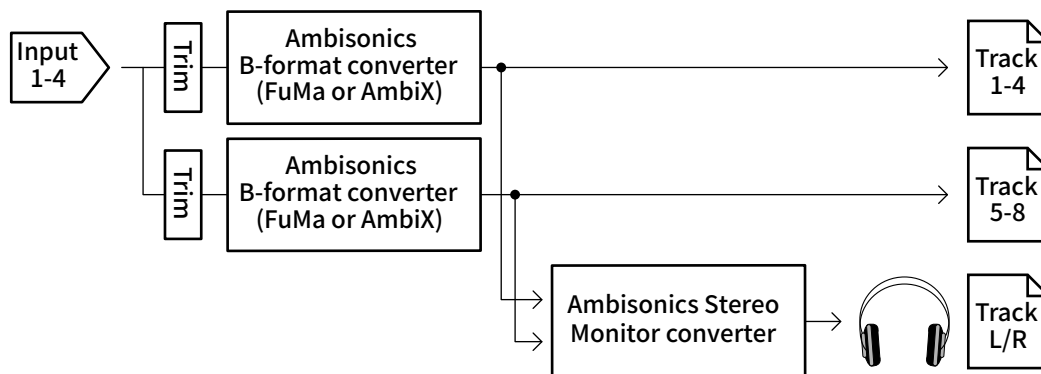 Input
1-4
Trim
Ambisonics
B-format converter
(FuMa or AmbiX)
Track
1-4
Trim
Ambisonics
B-format converter
(FuMa or AmbiX)
Track
5-8
Ambisonics Stereo
Monitor converter
Track
L/R